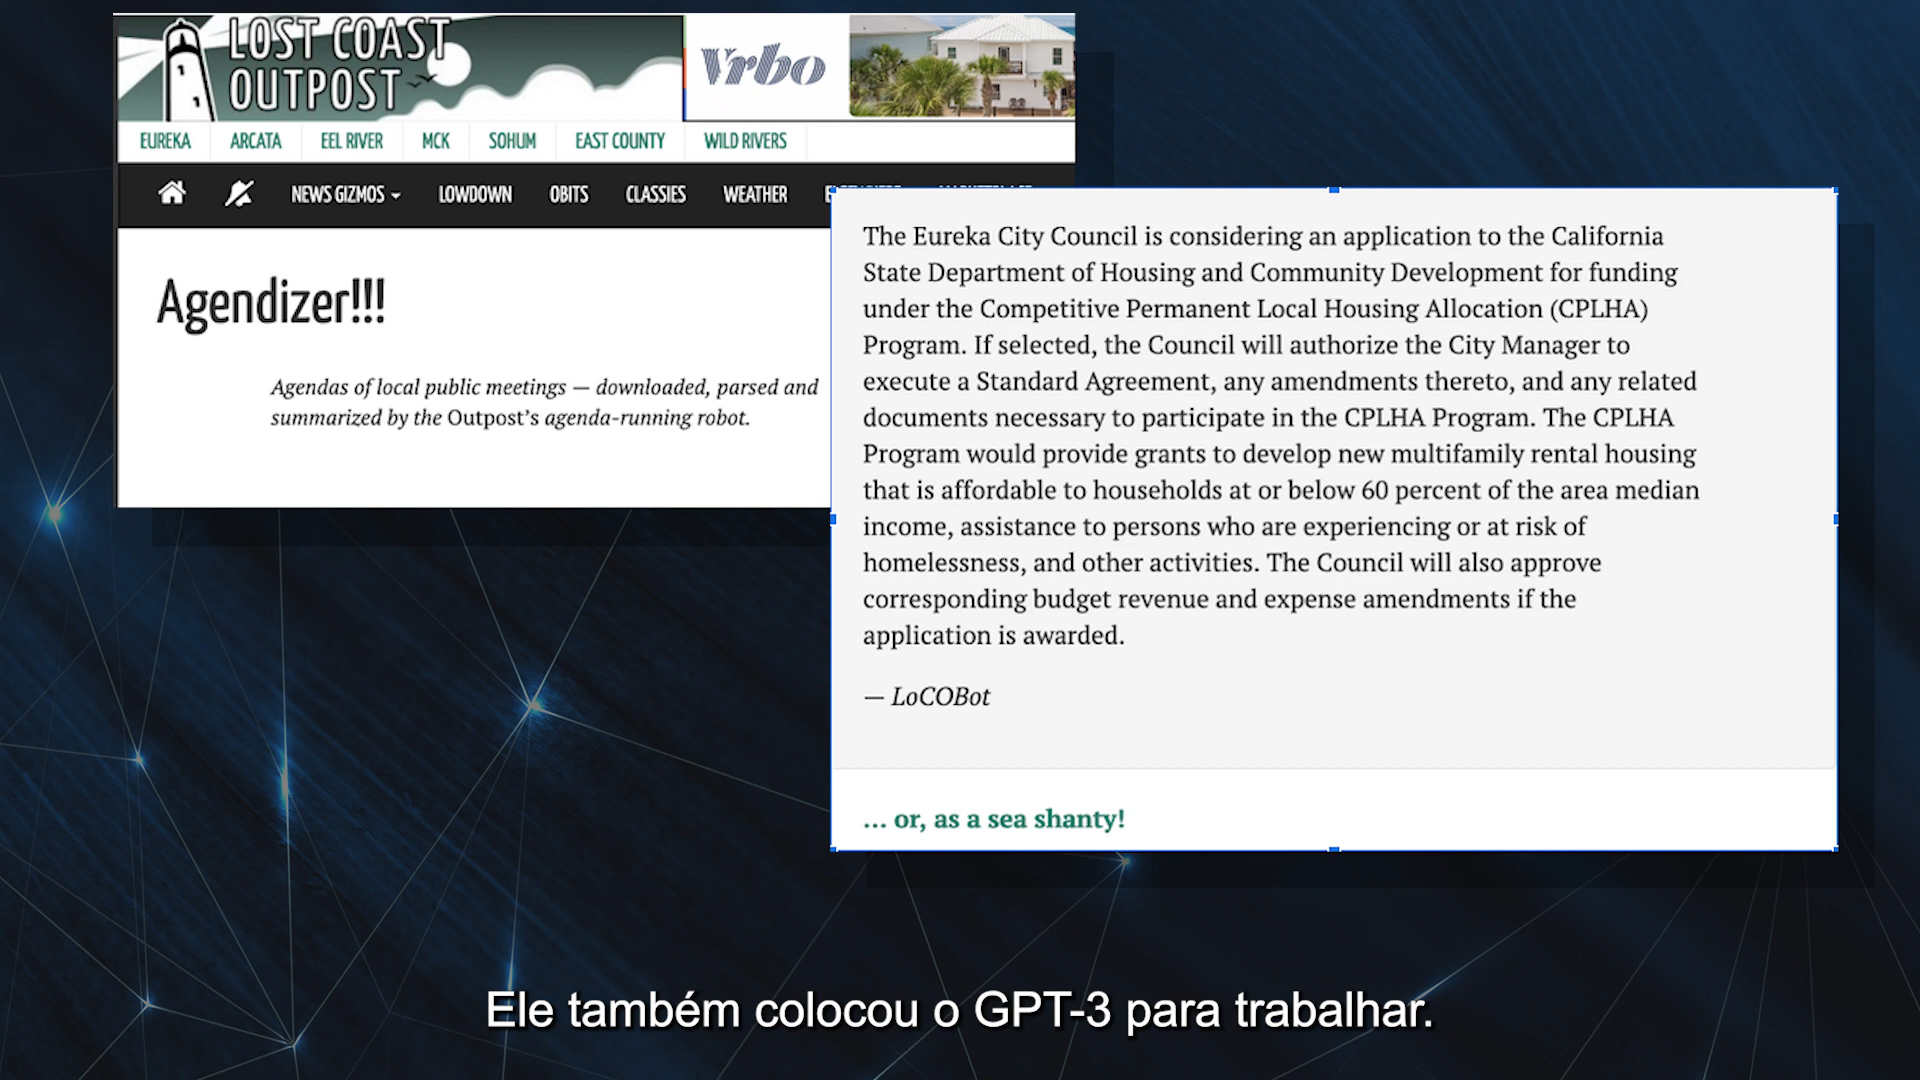 LOST COAST
OUTPOST
Vrbo
EUREKA ARCATA EEL RIVER MCK SOHUM EAST COUNTY WILD RIVERS
NEWS GIZMOS LOWDOWN OBITS CLASSIES WEATHER
Agendizer!!!
Agendas of local public meetings — downloaded, parsed and
summarized by the Outpost's agenda-running robot.
The Eureka City Council is considering an application to the California
State Department of Housing and Community Development for funding
under the Competitive Permanent Local Housing Allocation (CPLHA)
Program. If selected, the Council will authorize the City Manager to
execute a Standard Agreement, any amendments thereto, and any related
documents necessary to participate in the CPLHA Program. The CPLHA
Program would provide grants to develop new multifamily rental housing
that is affordable to households at or below 60 percent of the area median
income, assistance to persons who are experiencing or at risk of
homelessness, and other activities. The Council will also approve
corresponding budget revenue and expense amendments if the
application is awarded.
— LoCOBot
... or, as a sea shanty!
Ele também colocou o GPT-3 para trabalhar.